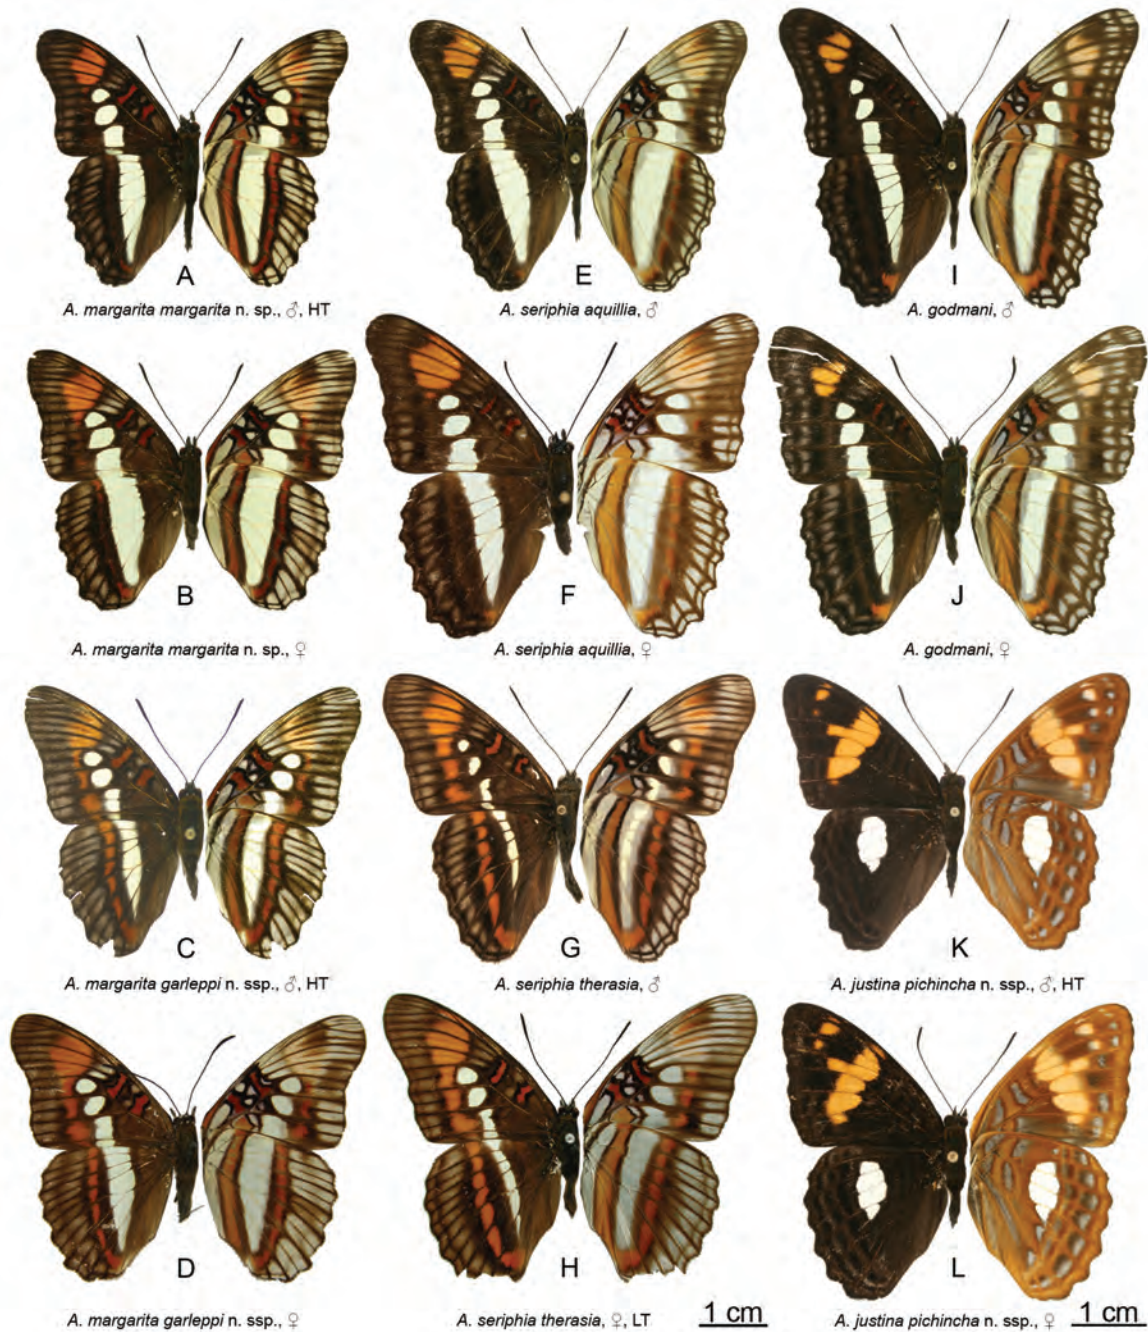 A
E
I
A. margarita margarita n. sp., ♂, HT
A. seriphia aquillia, ♂
A. godmani, ♂
B
F
J
A. margarita margarita n. sp., ♀
A. seriphia aquillia, ♀
A. godmani, ♀
C
G
K
A. margarita garleppi n. ssp., ♂, HT
A. seriphia therasia, ♂
A. justina pichincha n. ssp., ♂, HT
D
H
L
A. margarita garleppi n. ssp., ♀
A. seriphia therasia, ♀, LT
1 cm
A. justina pichincha n. ssp., ♀
1 cm